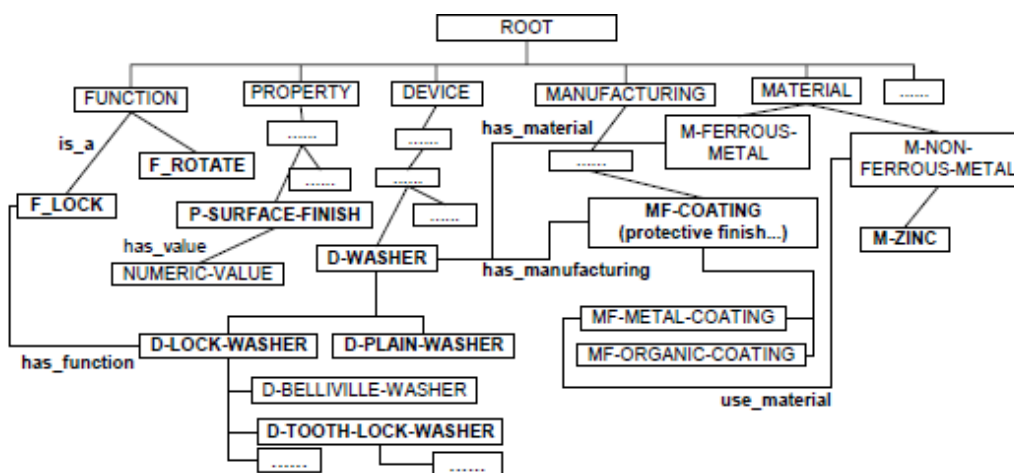 ROOT
FUNCTION
PROPERTY
DEVICE
MANUFACTURING
MATERIAL
......
is_a
......
......
has_material
M-FERROUS-
METAL
M-NON-
FERROUS-METAL
F_ROTATE
......
......
......
F_LOCK
P-SURFACE-FINISH
......
MF-COATING
(protective finish...)
M-ZINC
has_value
NUMERIC-VALUE
D-WASHER
has_manufacturing
MF-METAL-COATING
MF-ORGANIC-COATING
has_function
D-LOCK-WASHER
D-PLAIN-WASHER
use_material
D-BELLIVILLE-WASHER
D-TOOTH-LOCK-WASHER
......
......